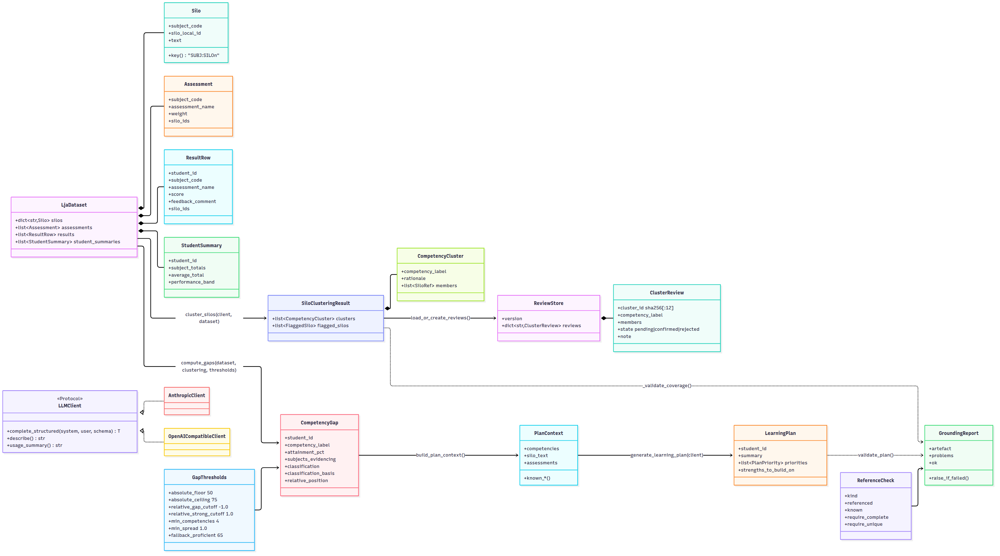 Silo
+subject_code
+silo_local_id
+text
+key() : "SUBJ:SILOn"
Assessment
+subject_code
+assessment_name
+weight
+silo_ids
ResultRow
+student_id
+subject_code
+assessment_name
+score
+feedback_comment
+silo_ids
LjaDataset
+dict<str,Silo> silos
+list<Assessment> assessments
+list<ResultRow> results
+list<StudentSummary> student_summaries
StudentSummary
+student_id
+subject_totals
+average_total
+performance_band
CompetencyCluster
+competency_label
+rationale
+list<SiloRef> members
cluster_silos(client,
dataset)
SiloClusteringResult
+list<CompetencyCluster> clusters
+list<FlaggedSilo> flagged_silos
load_or_create_reviews()
ReviewStore
+version
+dict<str,ClusterReview> reviews
ClusterReview
+cluster_id sha256[:12]
+competency_label
+members
+state pending|confirmed|rejected
+note
compute_gaps(dataset,
clustering, thresholds)
_validate_coverage()
«Protocol»
LLMClient
+complete_structured(system, user, schema) : T
+describe() : str
+usage_summary() : str
AnthropicClient
OpenAICompatibleClient
GapThresholds
+absolute_floor 50
+absolute_ceiling 75
+relative_gap_cutoff -1.0
+relative_strong_cutoff 1.0
+min_competencies 4
+min_spread 1.0
+fallback_proficient 65
CompetencyGap
+student_id
+competency_label
+attainment_pct
+subjects_evidencing
+classification
+classification_basis
+relative_position
build_plan_context()
PlanContext
+competencies
+silo_text
+assessments
+known_*()
generate_learning_plan(client)
LearningPlan
+student_id
+summary
+list<PlanPriority> priorities
+strengths_to_build_on
validate_plan()
GroundingReport
+artefact
+problems
+ok
+raise_if_failed()
ReferenceCheck
+kind
+referenced
+known
+require_complete
+require_unique